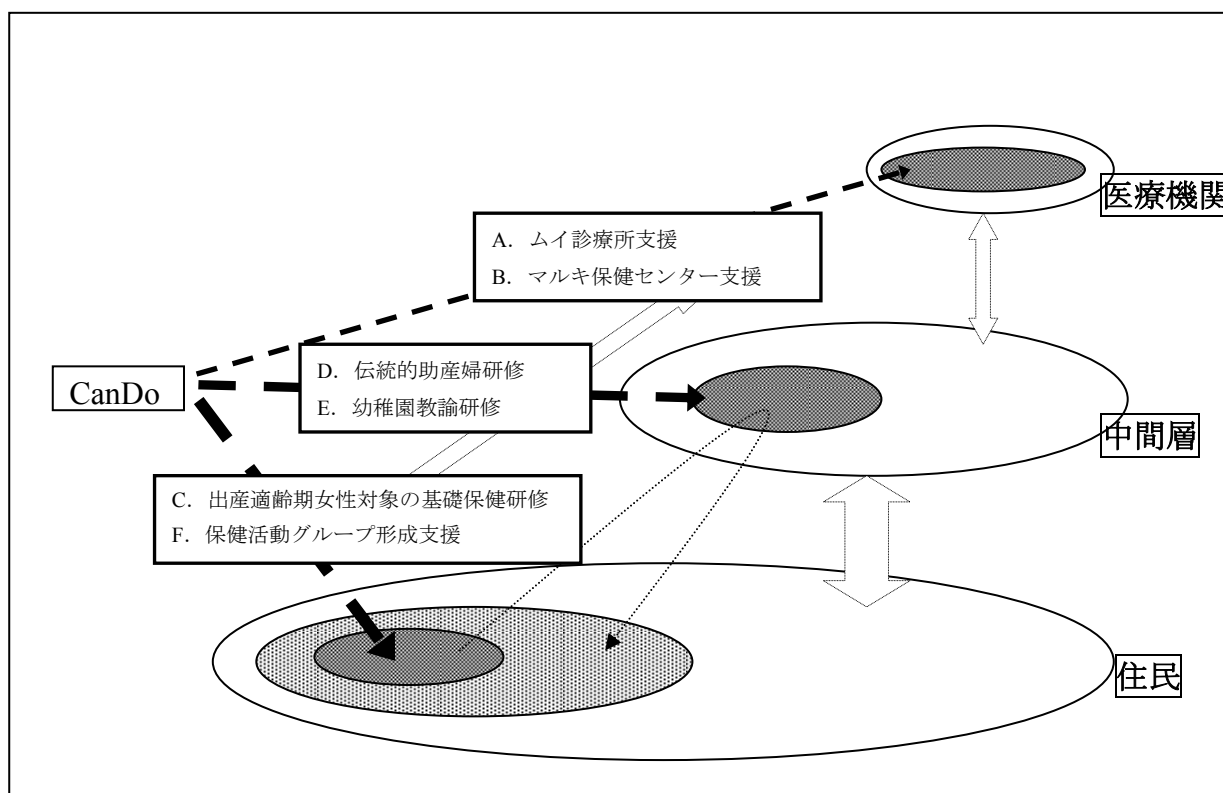 医療機関
A. ムイ診療所支援
B. マルキ保健センター支援
CanDo
D. 伝統的助産婦研修
E. 幼稚園教諭研修
中間層
C. 出産適齢期女性対象の基礎保健研修
F. 保健活動グループ形成支援
住民